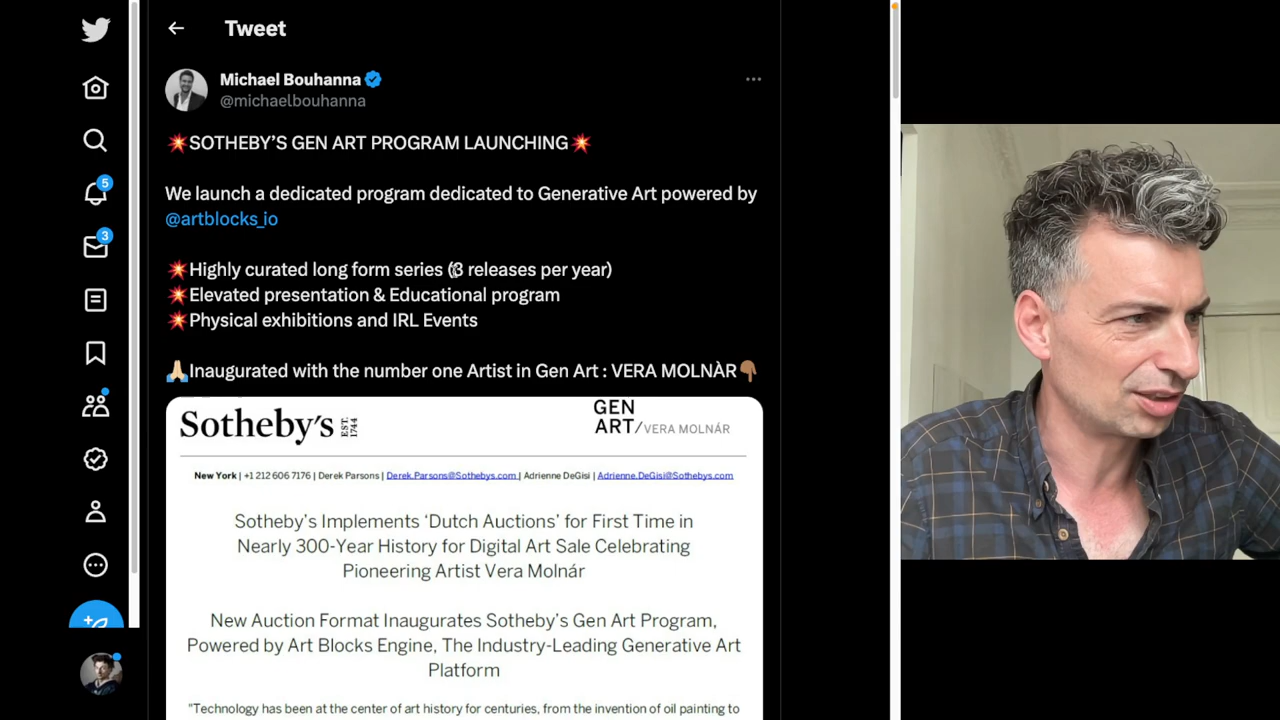 Tweet
Michael Bouhanna
@michaelbouhanna
💥SOTHEBY'S GEN ART PROGRAM LAUNCHING💥
We launch a dedicated program dedicated to Generative Art powered by
@artblocks_io
💥Highly curated long form series (3 releases per year)
💥Elevated presentation & Educational program
💥Physical exhibitions and IRL Events
🙏🏼Inaugurated with the number one Artist in Gen Art : VERA MOLNÀR👇🏾
5
3
Sotheby's EST. 1744
GEN
ART/VERA MOLNÁR
New York | +1 212 606 7176 | Derek Parsons | Derek.Parsons@Sothebys.com | Adrienne DeGisi | Adrienne.DeGisi@Sothebys.com
Sotheby's Implements 'Dutch Auctions' for First Time in
Nearly 300-Year History for Digital Art Sale Celebrating
Pioneering Artist Vera Molnár
New Auction Format Inaugurates Sotheby's Gen Art Program,
Powered by Art Blocks Engine, The Industry-Leading Generative Art
Platform
"Technology has been at the center of art history for centuries, from the invention of oil painting to